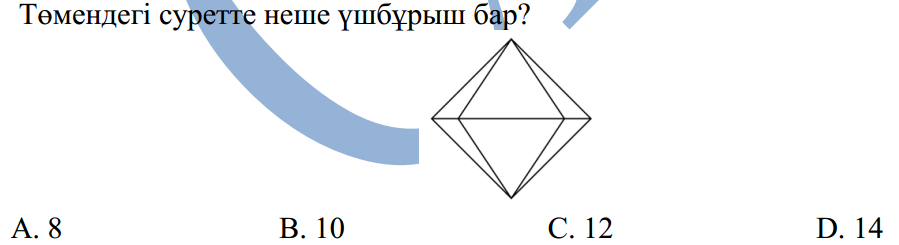 Төмендегі суретте неше үшбұрыш бар?
A. 8 B. 10 C. 12 D. 14